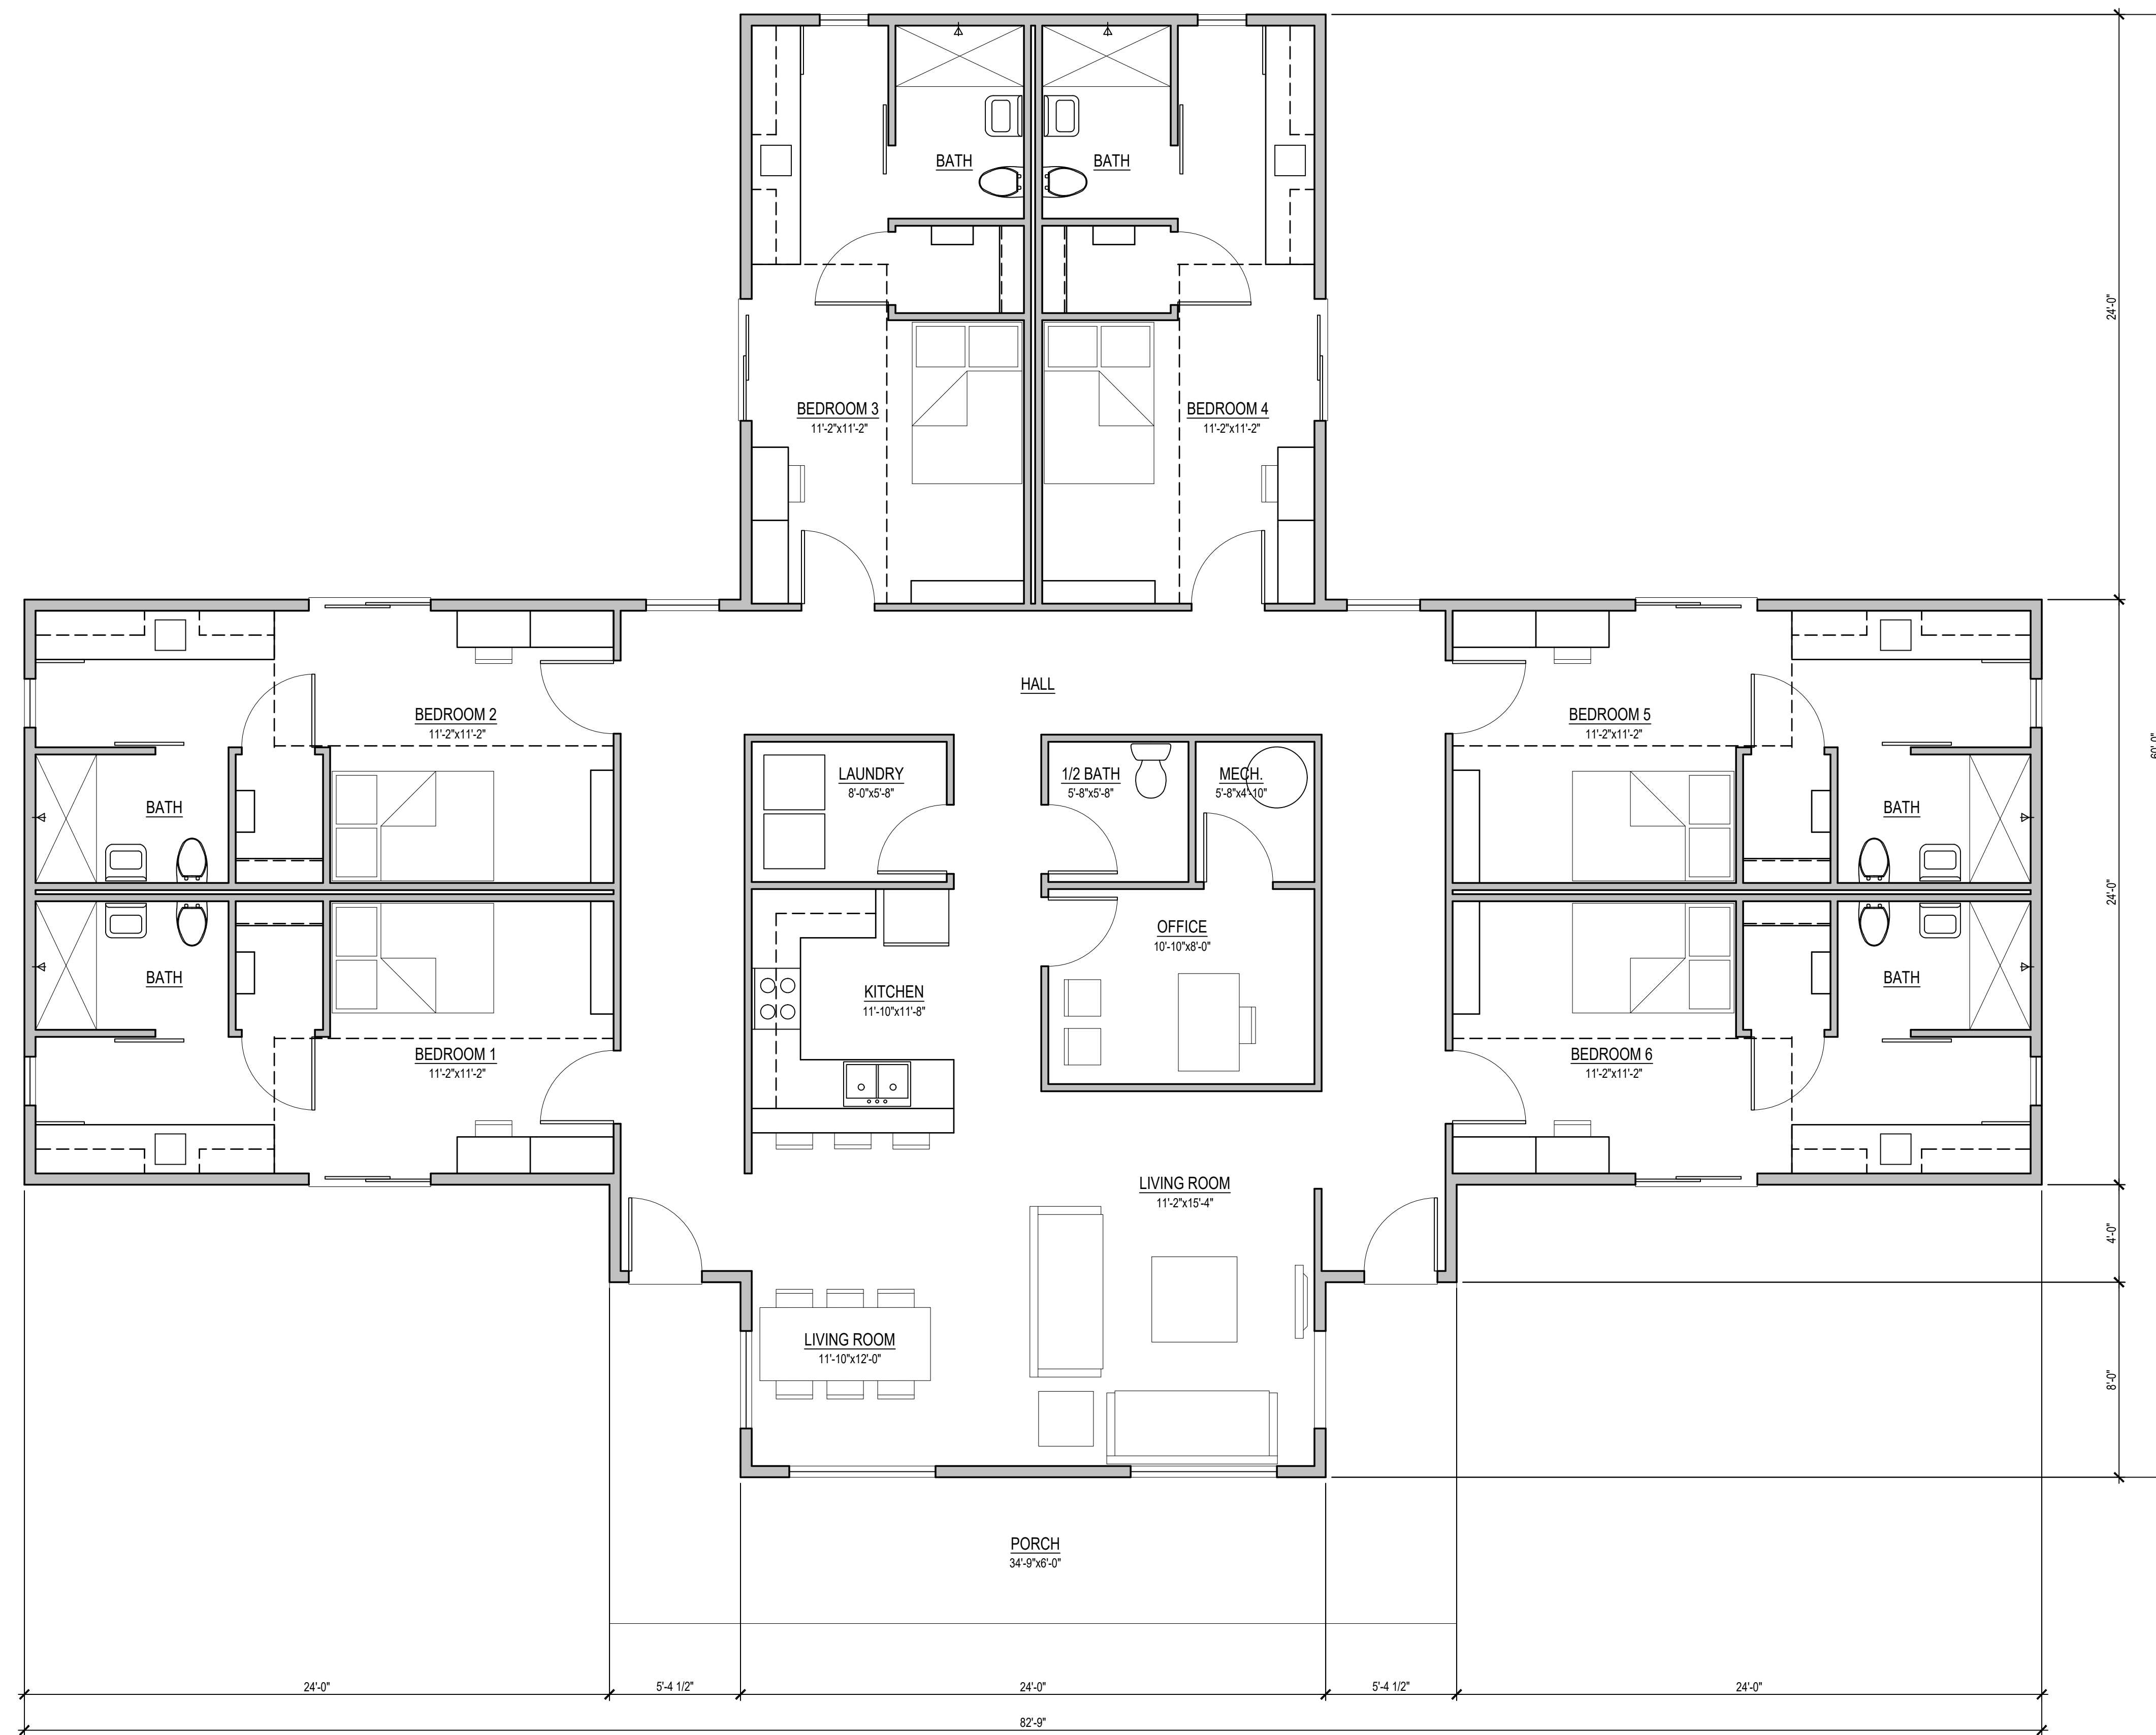 BATH
BATH
24'-0"
BEDROOM 3
11'-2"x11'-2"
BEDROOM 4
11'-2"x11'-2"
HALL
BEDROOM 2
11'-2"x11'-2"
BEDROOM 5
11'-2"x11'-2"
60'-0"
LAUNDRY
8'-0"x5'-8"
1/2 BATH
5'-8"x5'-8"
MECH.
5'-8"x4'-10"
BATH
BATH
24'-0"
OFFICE
10'-10"x8'-0"
BATH
BATH
KITCHEN
11'-10"x11'-8"
BEDROOM 1
11'-2"x11'-2"
BEDROOM 6
11'-2"x11'-2"
LIVING ROOM
11'-2"x15'-4"
4'-0"
LIVING ROOM
11'-10"x12'-0"
8'-0"
PORCH
34'-9"x6'-0"
24'-0"
5'-4 1/2"
24'-0"
5'-4 1/2"
24'-0"
82'-9"